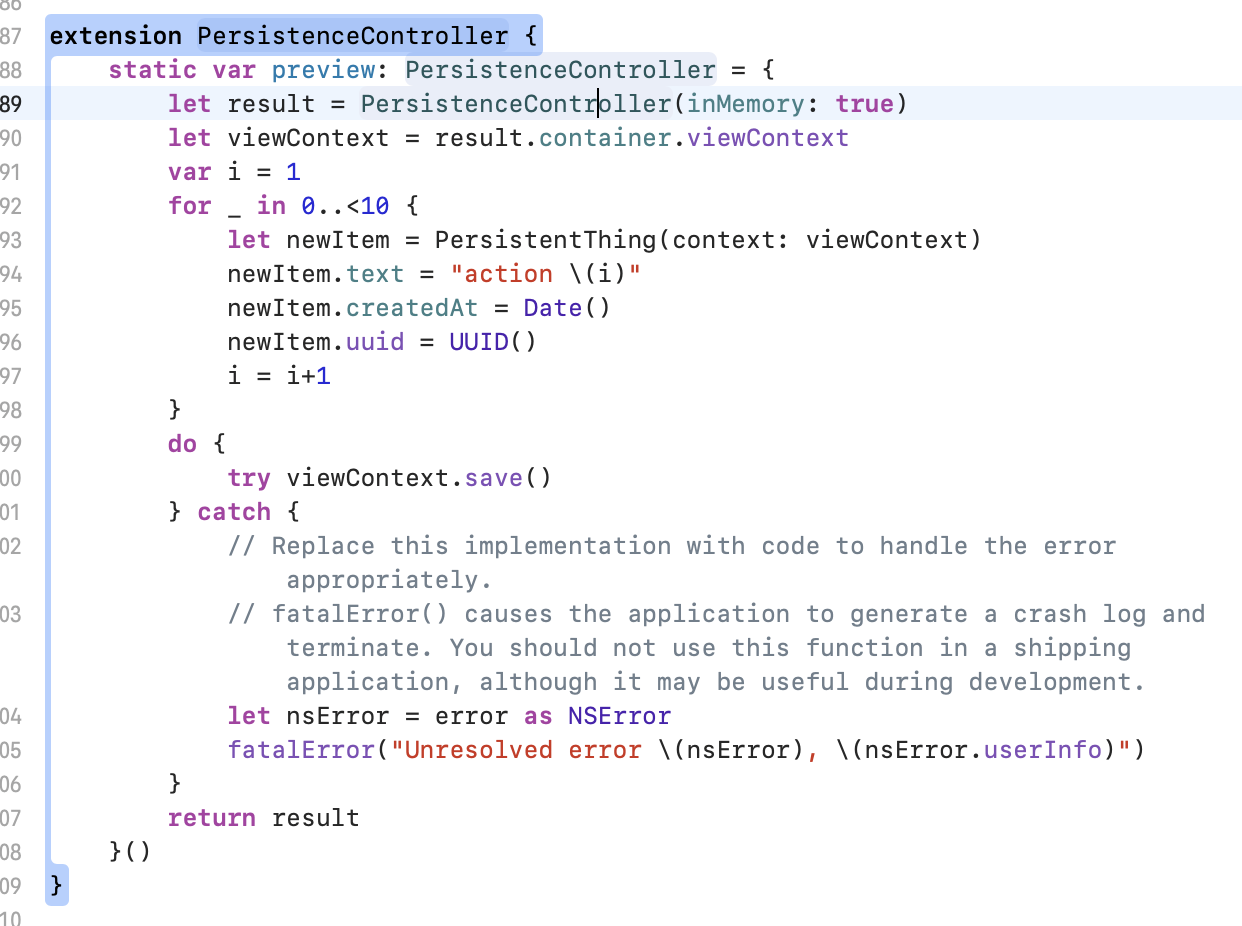 86
87 extension PersistenceController {
88     static var preview: PersistenceController = {
89         let result = PersistenceController(inMemory: true)
90         let viewContext = result.container.viewContext
91         var i = 1
92         for _ in 0..<10 {
93             let newItem = PersistentThing(context: viewContext)
94             newItem.text = "action \(i)"
95             newItem.createdAt = Date()
96             newItem.uuid = UUID()
97             i = i+1
98         }
99         do {
00             try viewContext.save()
01         } catch {
02             // Replace this implementation with code to handle the error
                appropriately.
03             // fatalError() causes the application to generate a crash log and
                terminate. You should not use this function in a shipping
                application, although it may be useful during development.
04             let nsError = error as NSError
05             fatalError("Unresolved error \(nsError), \(nsError.userInfo)")
06         }
07         return result
08     }()
09 }
10